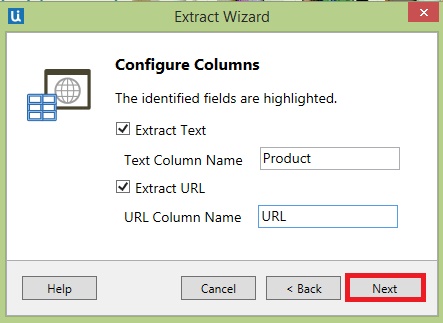 Ui
Extract Wizard
Configure Columns
The identified fields are highlighted.
Extract Text
Text Column Name Product
Extract URL
URL Column Name URL
Help Cancel < Back Next